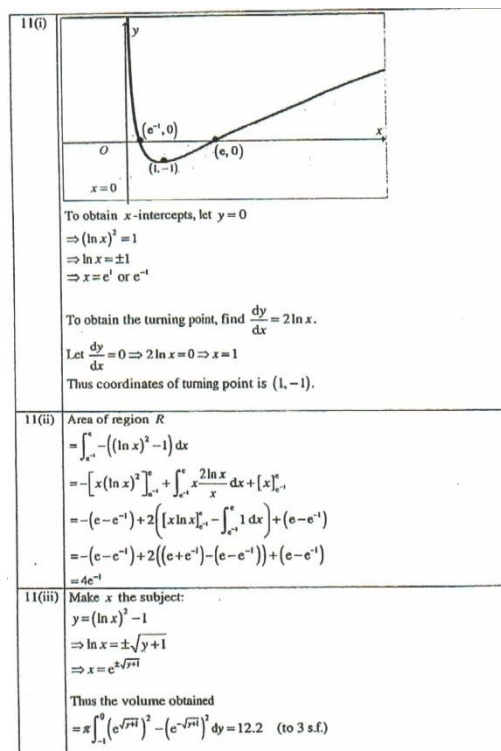 11(i)
y
(e⁻¹, 0)
x
O
(e, 0)
(1, −1)
x = 0
To obtain x-intercepts, let y = 0
⇒ (ln x)² = 1
⇒ ln x = ±1
⇒ x = e¹ or e⁻¹
To obtain the turning point, find dy/dx = 2 ln x.
Let dy/dx = 0 ⇒ 2 ln x = 0 ⇒ x = 1
Thus coordinates of turning point is (1, −1).
11(ii) Area of region R
= ∫_{e⁻¹}^{e} −((ln x)² − 1) dx
= −[x(ln x)²]_{e⁻¹}^{e} + ∫_{e⁻¹}^{e} x (2 ln x)/x dx + [x]_{e⁻¹}^{e}
= −(e − e⁻¹) + 2([x ln x]_{e⁻¹}^{e} − ∫_{e⁻¹}^{e} 1 dx) + (e − e⁻¹)
= −(e − e⁻¹) + 2((e + e⁻¹) − (e − e⁻¹)) + (e − e⁻¹)
= 4e⁻¹
11(iii) Make x the subject:
y = (ln x)² − 1
⇒ ln x = ±√(y+1)
⇒ x = e^{±√(y+1)}
Thus the volume obtained
= π ∫_{−1}^{0} (e^{√(y+1)})² − (e^{−√(y+1)})² dy = 12.2 (to 3 s.f.)